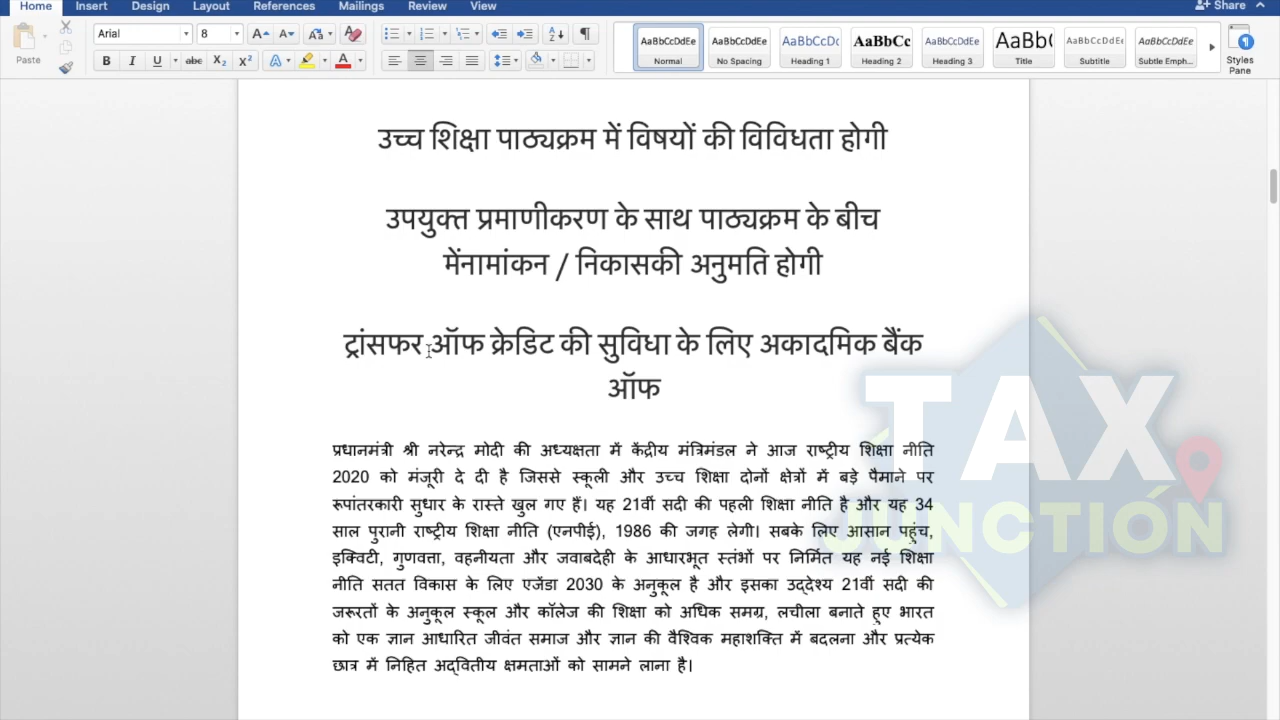 Home Insert Design Layout References Mailings Review View Share
Arial 8 AaBbCcDdEe AaBbCcDdEe AaBbCcDc AaBbCc AaBbCcDdEe AaBb( AaBbCcDdEe AaBbCcDdEe
Paste B I U abc X2 X2 A A Normal No Spacing Heading 1 Heading 2 Heading 3 Title Subtitle Subtle Emph... Styles Pane
उच्च शिक्षा पाठ्यक्रम में विषयों की विविधता होगी
उपयुक्त प्रमाणीकरण के साथ पाठ्यक्रम के बीच
मेंनामांकन / निकासकी अनुमति होगी
ट्रांसफर ऑफ क्रेडिट की सुविधा के लिए अकादमिक बैंक
ऑफ
प्रधानमंत्री श्री नरेन्द्र मोदी की अध्यक्षता में केंद्रीय मंत्रिमंडल ने आज राष्ट्रीय शिक्षा नीति
2020 को मंजूरी दे दी है जिससे स्कूली और उच्च शिक्षा दोनों क्षेत्रों में बड़े पैमाने पर
रूपांतरकारी सुधार के रास्ते खुल गए हैं। यह 21वीं सदी की पहली शिक्षा नीति है और यह 34
साल पुरानी राष्ट्रीय शिक्षा नीति (एनपीई), 1986 की जगह लेगी। सबके लिए आसान पहुंच,
इक्विटी, गुणवत्ता, वहनीयता और जवाबदेही के आधारभूत स्तंभों पर निर्मित यह नई शिक्षा
नीति सतत विकास के लिए एजेंडा 2030 के अनुकूल है और इसका उद्देश्य 21वीं सदी की
जरूरतों के अनुकूल स्कूल और कॉलेज की शिक्षा को अधिक समग्र, लचीला बनाते हुए भारत
को एक ज्ञान आधारित जीवंत समाज और ज्ञान की वैश्विक महाशक्ति में बदलना और प्रत्येक
छात्र में निहित अद्वितीय क्षमताओं को सामने लाना है।
TAX
JUNCTION